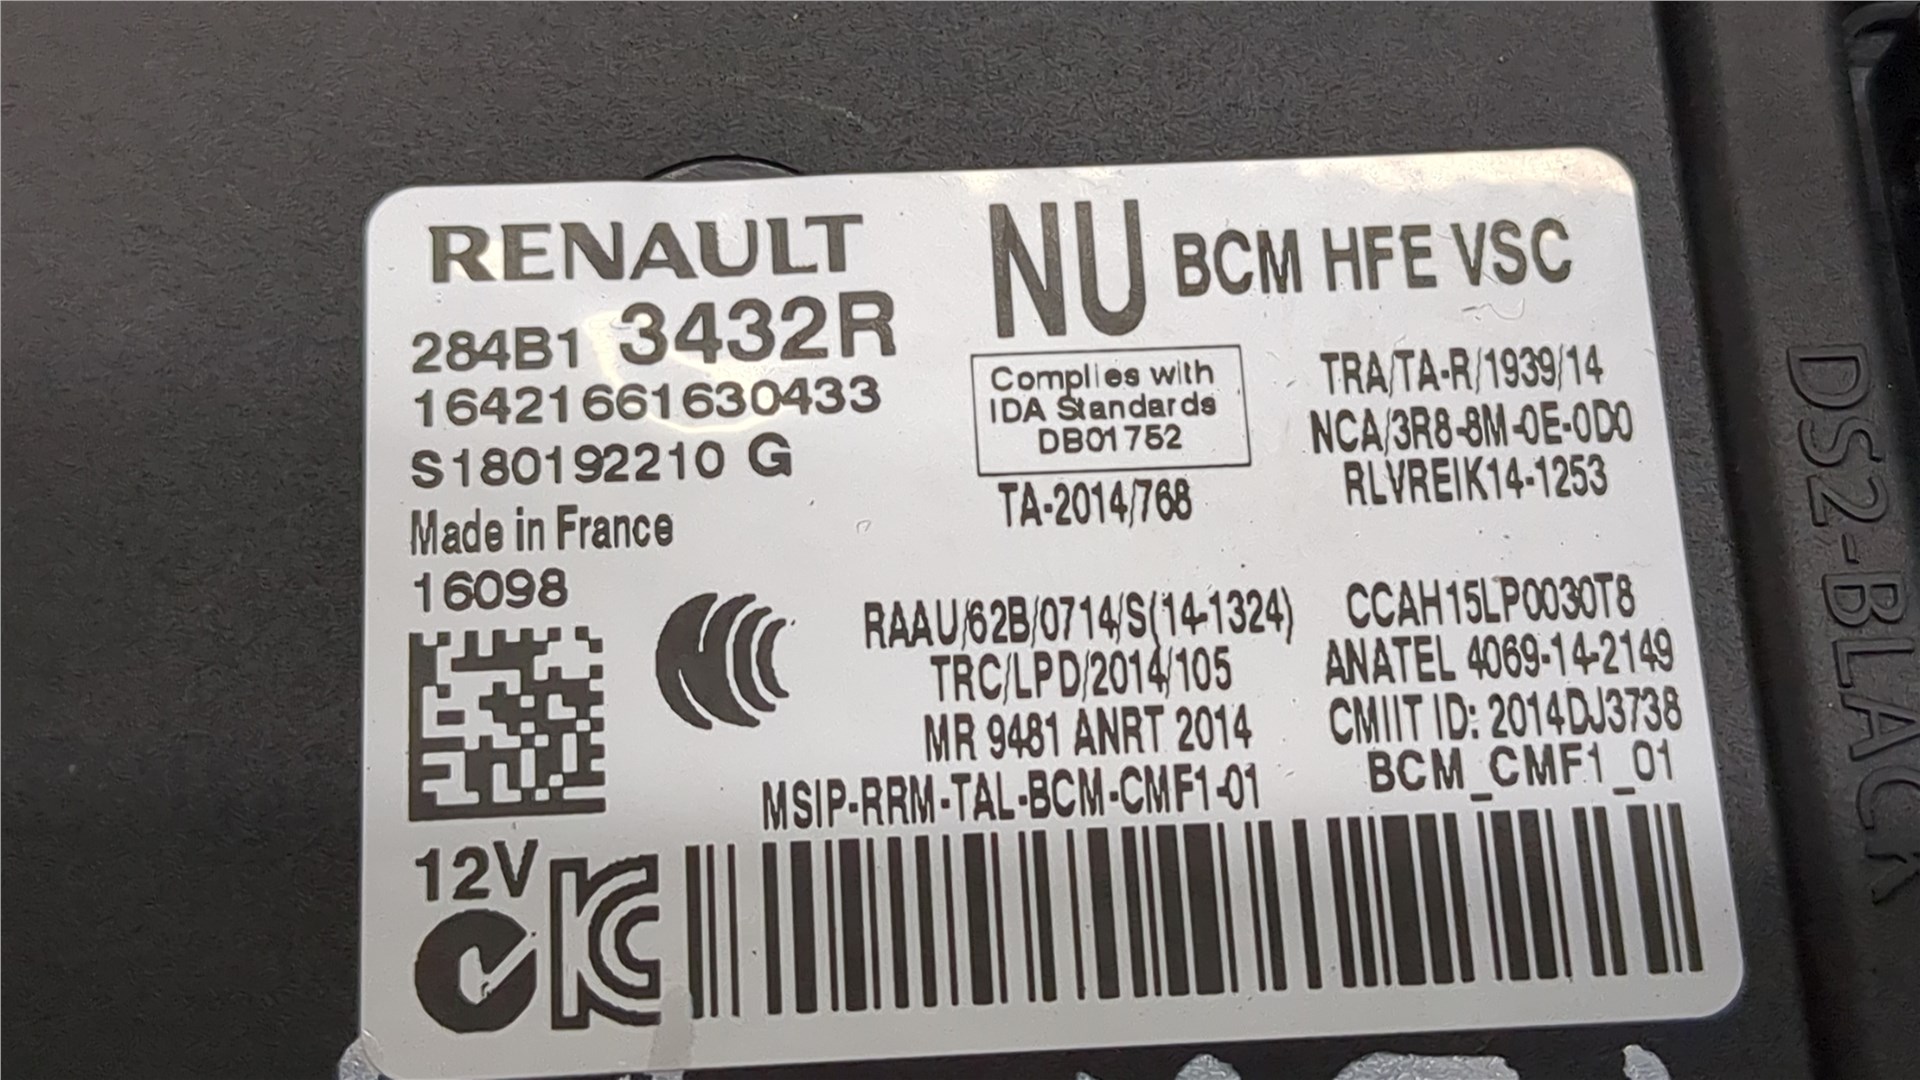 RENAULT
284B1 3432R
16421661630433
S180192210 G
Made in France
16098
NU BCM HFE VSC
Complies with
IDA Standards
DB01752
TA-2014/768
TRA/TA-R/1939/14
NCA/3R8-8M-0E-0D0
RLVREIK14-1253
RAAU/62B/0714/S(14-1324)
TRC/LPD/2014/105
MR 9481 ANRT 2014
MSIP-RRM-TAL-BCM-CMF1-01
CCAH15LP0030T8
ANATEL 4069-14-2149
CMIIT ID: 2014DJ3738
BCM_CMF1_01
12V
KC
DS2-BLACK